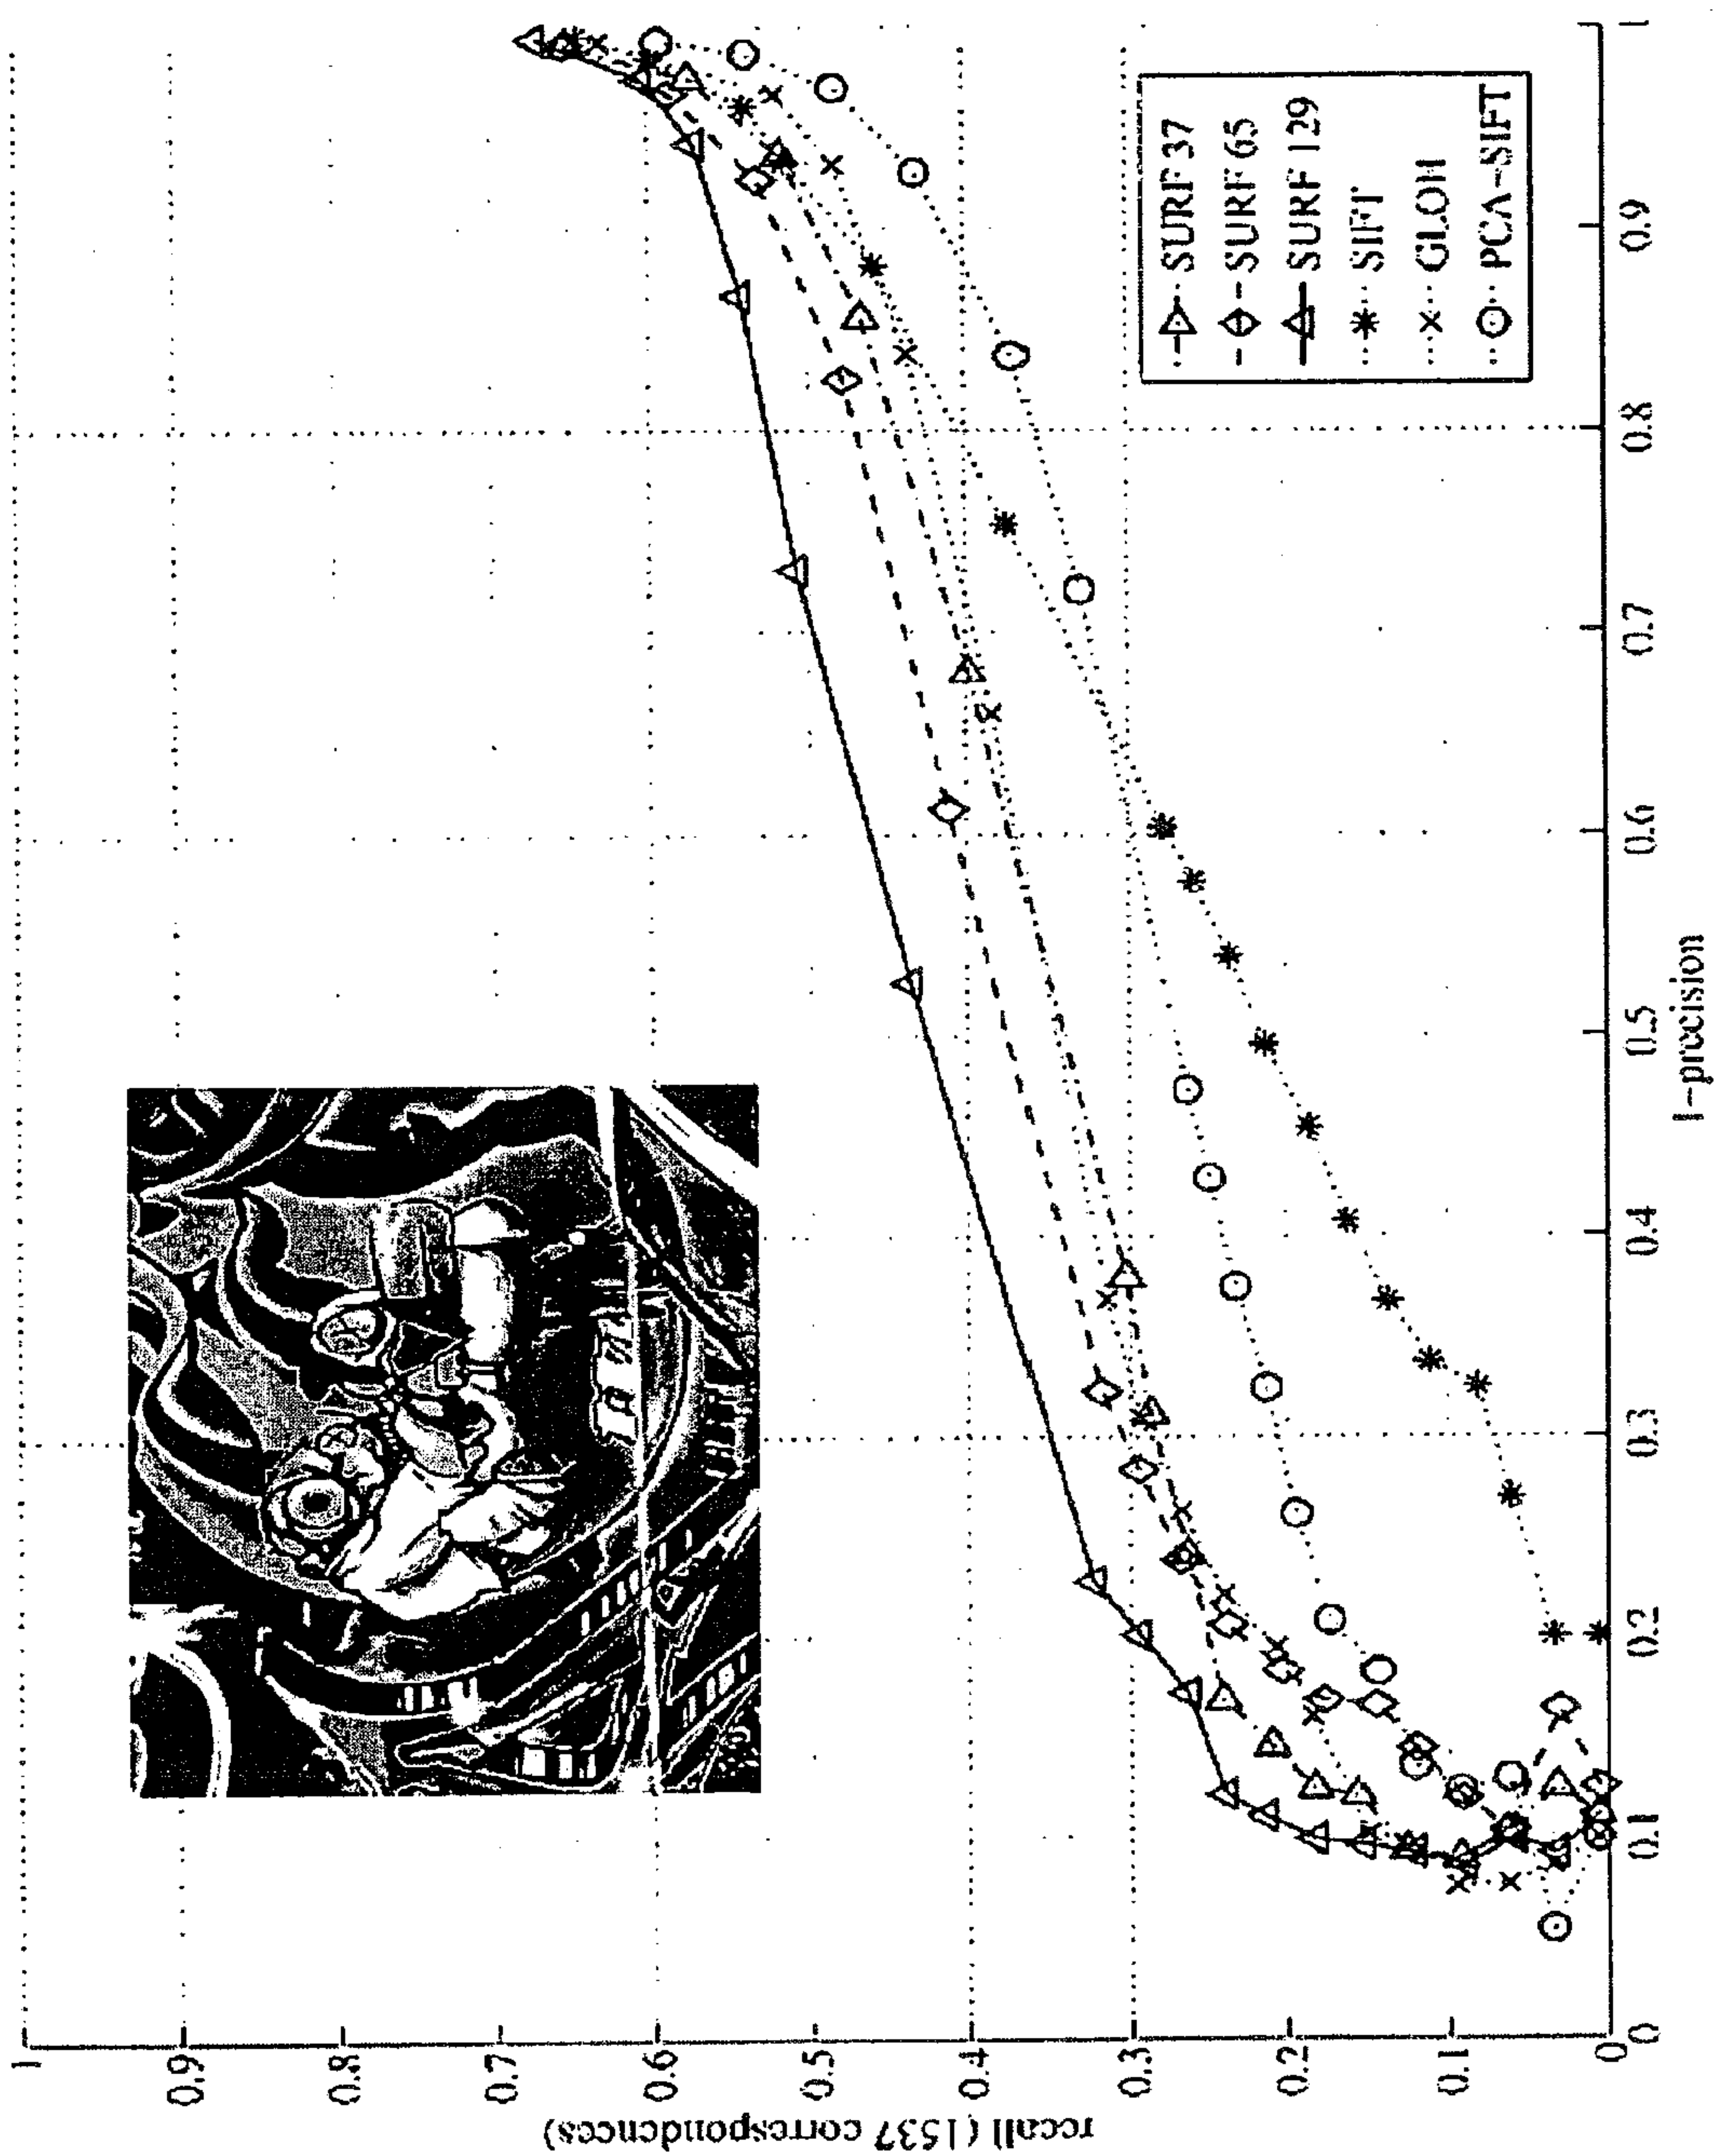 recall (1537 correspondences)
1
0.9
0.8
0.7
0.6
0.5
0.4
0.3
0.2
0.1
0
0
0.1
0.2
0.3
0.4
0.5
0.6
0.7
0.8
0.9
1
1-precision
SURF 37
SURF 65
SURF 129
SIFT
GLOH
PCA-SIFT